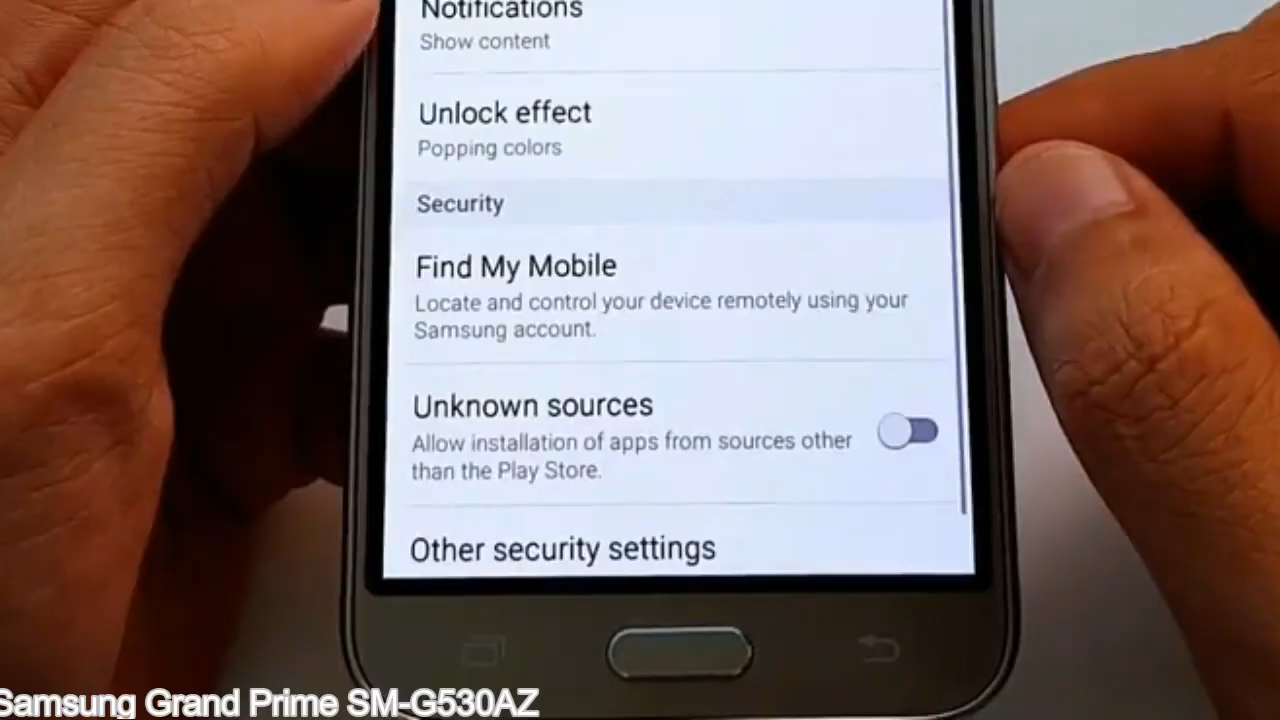 Notifications
Show content
Unlock effect
Popping colors
Security
Find My Mobile
Locate and control your device remotely using your
Samsung account.
Unknown sources
Allow installation of apps from sources other
than the Play Store.
Other security settings
Samsung Grand Prime SM-G530AZ